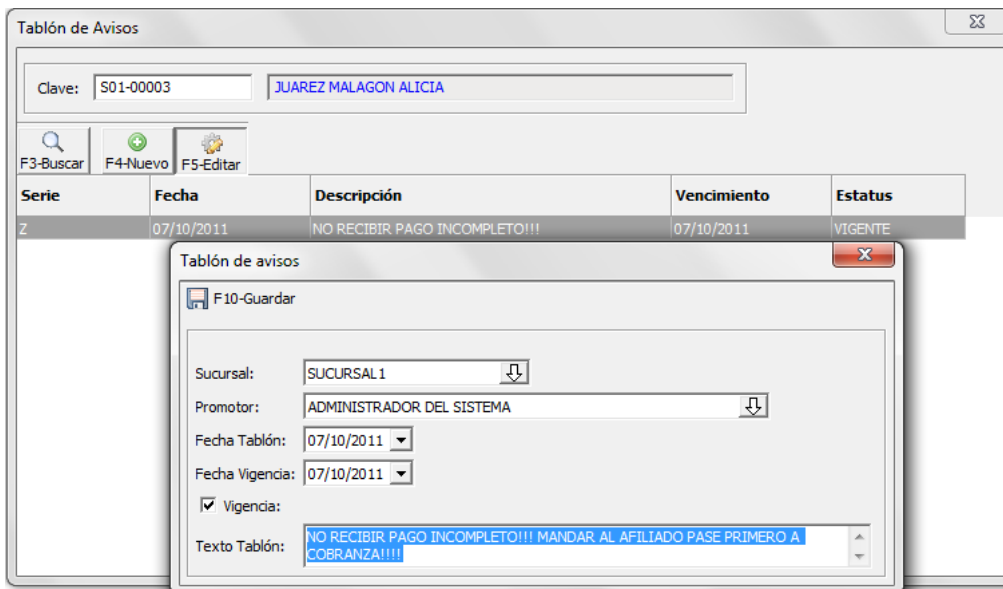 Tablón de Avisos
Clave: S01-00003 JUAREZ MALAGON ALICIA
F3-Buscar F4-Nuevo F5-Editar
Serie Fecha Descripción Vencimiento Estatus
Z 07/10/2011 NO RECIBIR PAGO INCOMPLETO!!! 07/10/2011 VIGENTE
Tablón de avisos
F10-Guardar
Sucursal: SUCURSAL1
Promotor: ADMINISTRADOR DEL SISTEMA
Fecha Tablón: 07/10/2011
Fecha Vigencia: 07/10/2011
Vigencia:
Texto Tablón: NO RECIBIR PAGO INCOMPLETO!!! MANDAR AL AFILIADO PASE PRIMERO A
COBRANZA!!!!